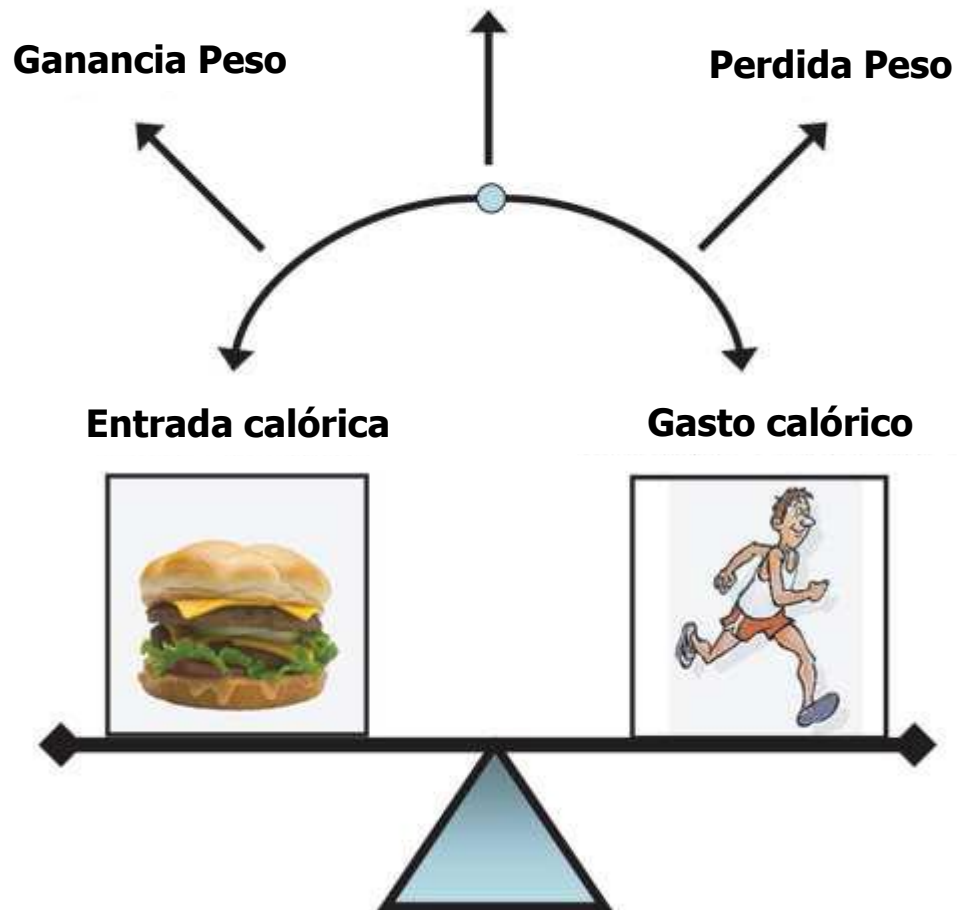 Ganancia Peso
Perdida Peso
Entrada calórica
Gasto calórico